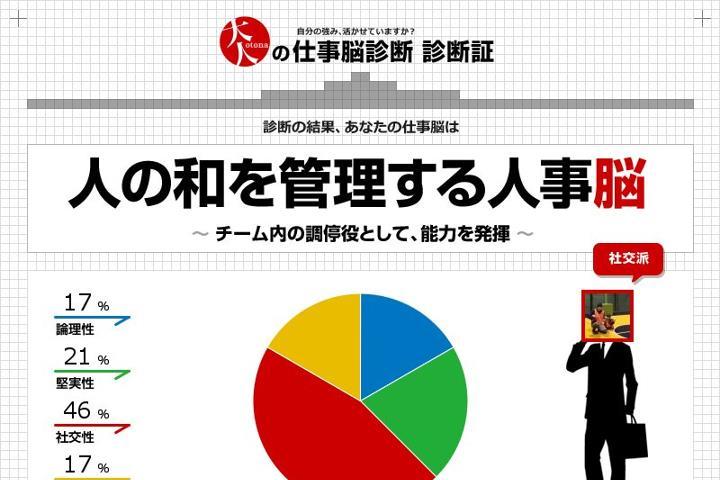 自分の強み、活かせていますか?
大人 otona の仕事脳診断 診断証
診断の結果、あなたの仕事脳は
人の和を管理する人事脳
～ チーム内の調停役として、能力を発揮 ～
社交派
17 %
論理性
21 %
堅実性
46 %
社交性
17 %